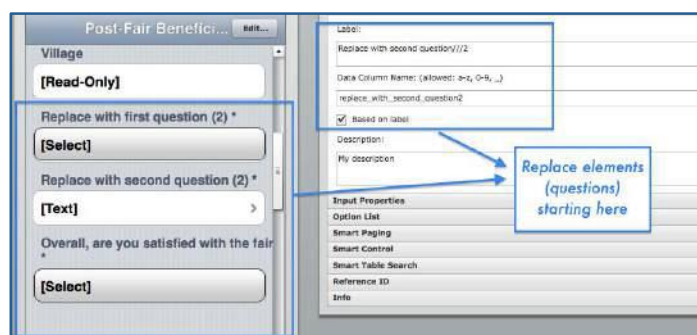 Post-Fair Benefici...
Edit...
Village
[Read-Only]
Replace with first question (2) *
[Select]
Replace with second question (2) *
[Text]
Overall, are you satisfied with the fair
*
[Select]
Label:
Replace with second question///2
Data Column Name: (allowed: a-z, 0-9, _)
replace_with_second_question2
Based on label
Description:
My description
Input Properties
Option List
Smart Paging
Smart Control
Smart Table Search
Reference ID
Info
Replace elements
(questions)
starting here